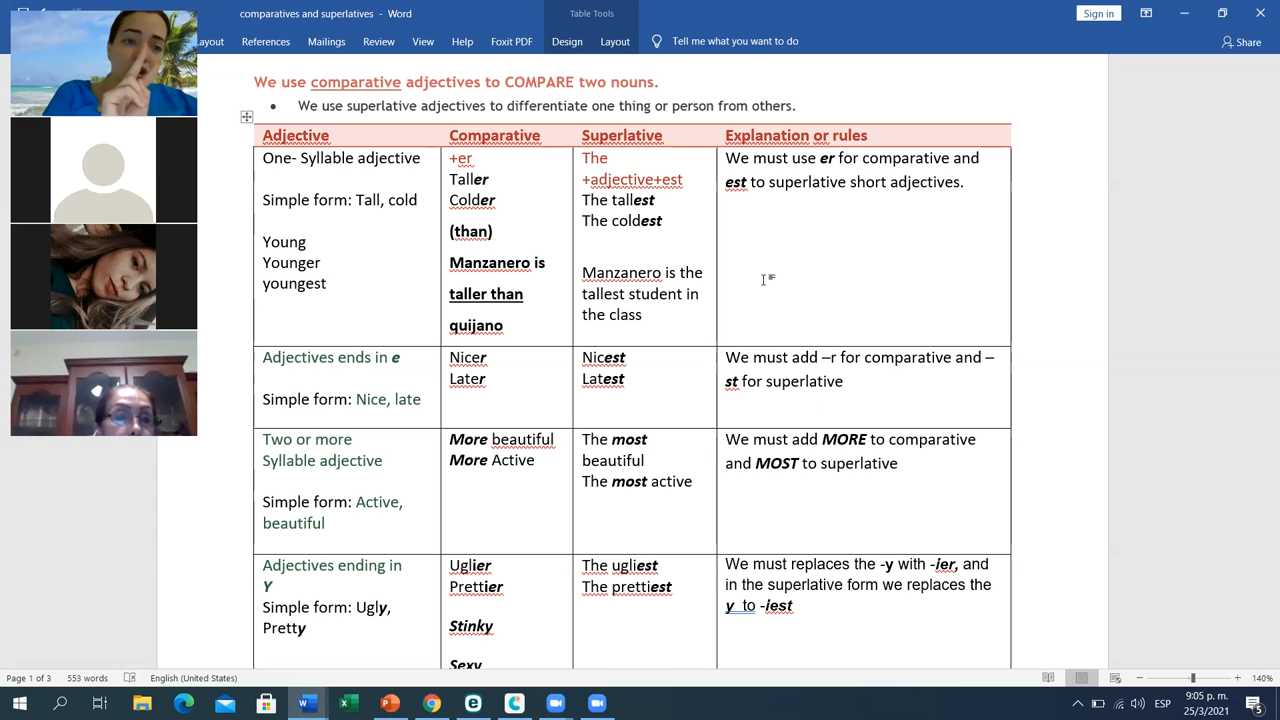 comparatives and superlatives - Word
Table Tools
Sign in
Layout References Mailings Review View Help Foxit PDF Design Layout Tell me what you want to do Share
We use comparative adjectives to COMPARE two nouns.
• We use superlative adjectives to differentiate one thing or person from others.
Adjective Comparative Superlative Explanation or rules
One- Syllable adjective
Simple form: Tall, cold
Young
Younger
youngest
+er
Taller
Colder
(than)
Manzanero is
taller than
quijano
The
+adjective+est
The tallest
The coldest
Manzanero is the
tallest student in
the class
We must use er for comparative and
est to superlative short adjectives.
Adjectives ends in e
Simple form: Nice, late
Nicer
Later
Nicest
Latest
We must add –r for comparative and –
st for superlative
Two or more
Syllable adjective
Simple form: Active,
beautiful
More beautiful
More Active
The most
beautiful
The most active
We must add MORE to comparative
and MOST to superlative
Adjectives ending in
Y
Simple form: Ugly,
Pretty
Uglier
Prettier
Stinky
Sexy
The ugliest
The prettiest
We must replaces the -y with -ier, and
in the superlative form we replaces the
y to -iest
Page 1 of 3 553 words English (United States) 140%
ESP
9:05 p. m.
25/3/2021
5